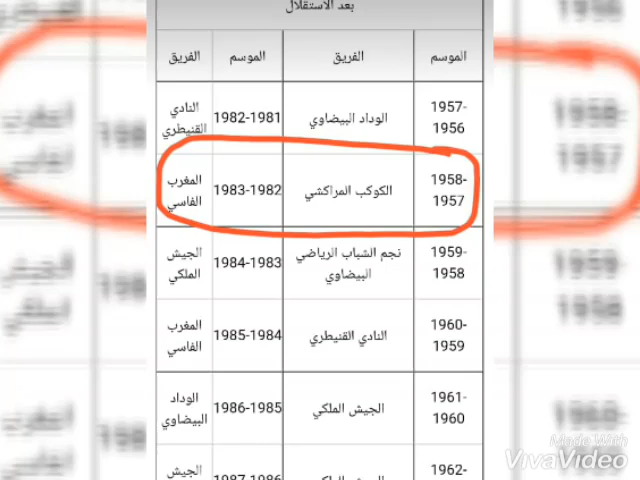 بعد الاستقلال
الموسم الفريق الموسم الفريق
1957-
1956
الوداد البيضاوي
1982-1981
النادي
القنيطري
1958-
1957
الكوكب المراكشي
1983-1982
المغرب
الفاسي
1959-
1958
نجم الشباب الرياضي
البيضاوي
1984-1983
الجيش
الملكي
1960-
1959
النادي القنيطري
1985-1984
المغرب
الفاسي
1961-
1960
الجيش الملكي
1986-1985
الوداد
البيضاوي
1962-
1987-1986
الجيش
Made With
VivaVideo